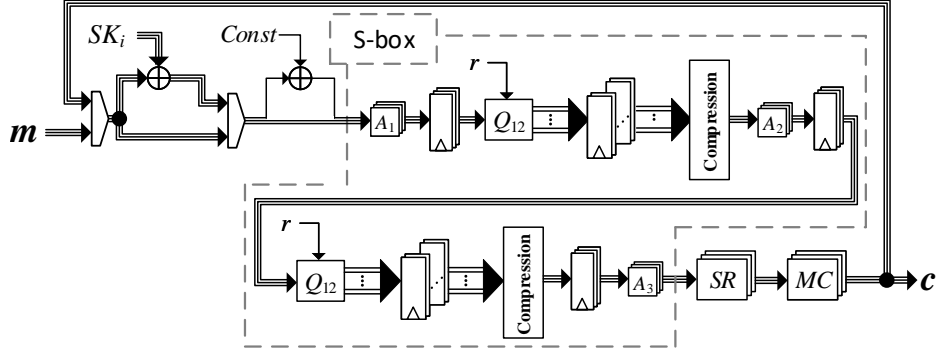 SKi
Const
S-box
r
m
A1
Q12
Compression
A2
r
Q12
Compression
A3
SR
MC
c